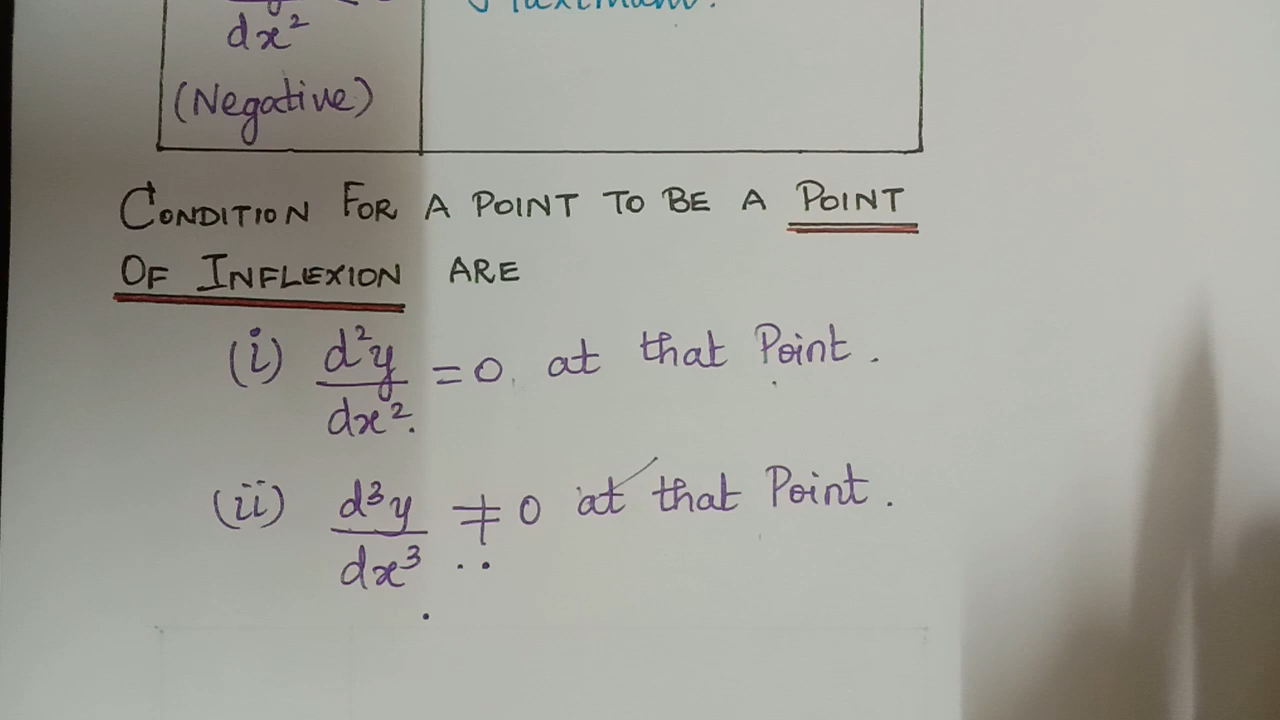 dx²
Maximum.
(Negative)
CONDITION FOR A POINT TO BE A POINT
OF INFLEXION ARE
(i) d²y/dx² = 0 at that Point.
(ii) d³y/dx³ ≠ 0 at that Point.